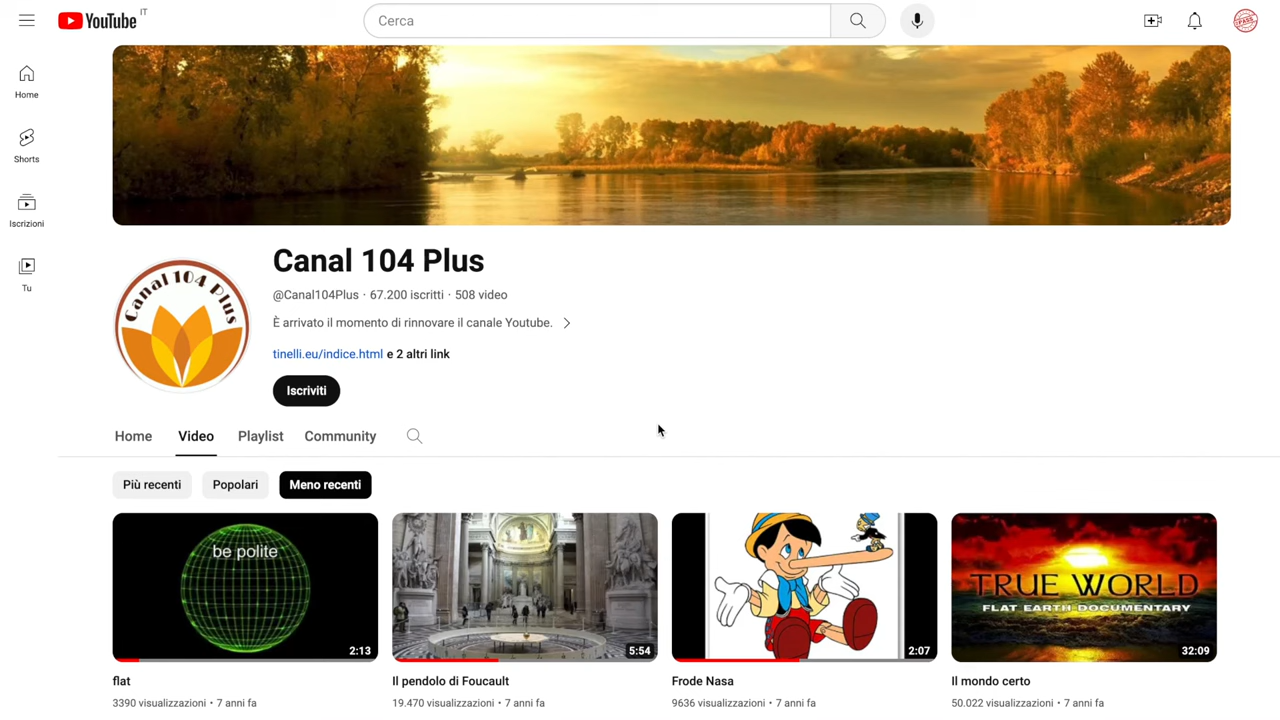 YouTube IT
Cerca
PASS
Home
Shorts
Iscrizioni
Tu
Canal 104 Plus
Canal 104 Plus
@Canal104Plus · 67.200 iscritti · 508 video
È arrivato il momento di rinnovare il canale Youtube.
tinelli.eu/indice.html e 2 altri link
Iscriviti
Home Video Playlist Community
Più recenti Popolari Meno recenti
be polite
2:13
5:54
2:07
TRUE WORLD
FLAT EARTH DOCUMENTARY
32:09
flat
3390 visualizzazioni • 7 anni fa
Il pendolo di Foucault
19.470 visualizzazioni • 7 anni fa
Frode Nasa
9636 visualizzazioni • 7 anni fa
Il mondo certo
50.022 visualizzazioni • 7 anni fa